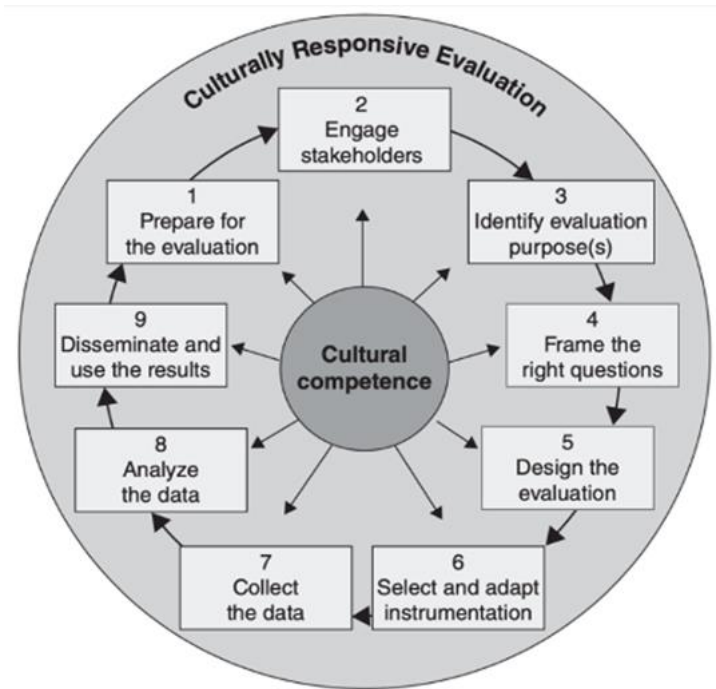 Culturally Responsive Evaluation
2
Engage
stakeholders
1
Prepare for
the evaluation
3
Identify evaluation
purpose(s)
9
Disseminate and
use the results
Cultural
competence
4
Frame the
right questions
8
Analyze
the data
5
Design the
evaluation
7
Collect
the data
6
Select and adapt
instrumentation